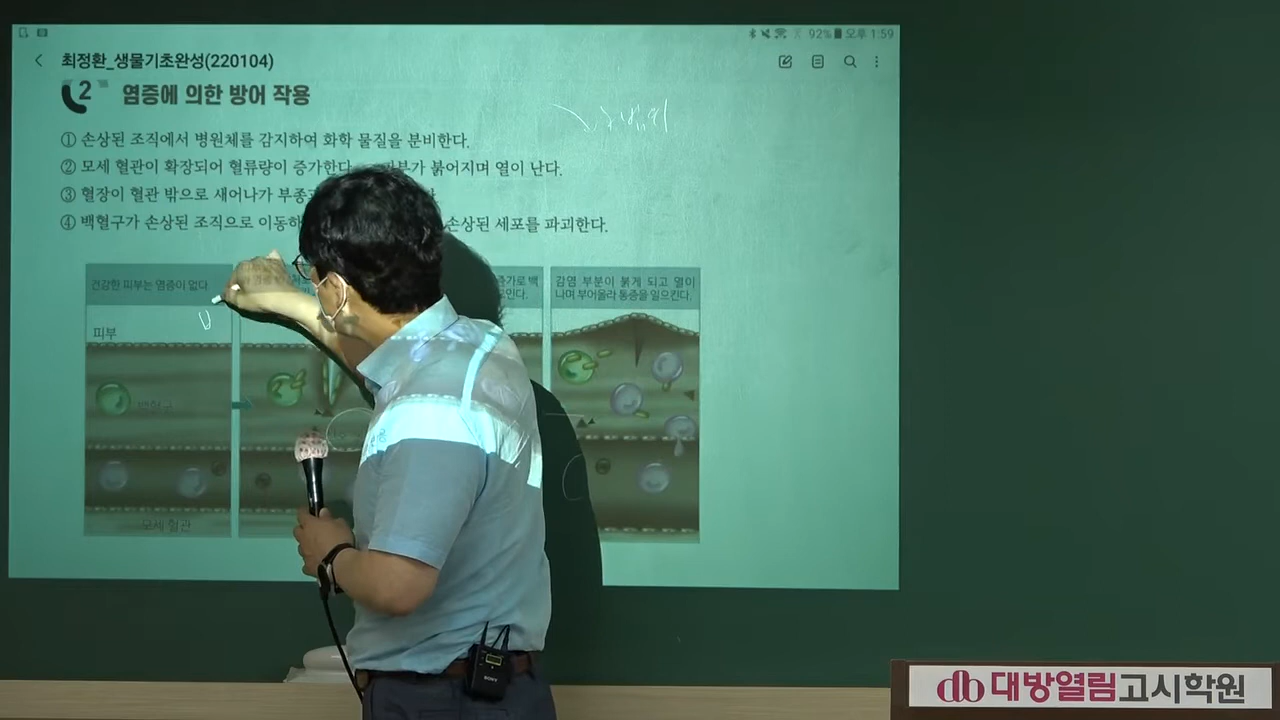 92% 오후 1:59
최정환_생물기초완성(220104)
2 염증에 의한 방어 작용
① 손상된 조직에서 병원체를 감지하여 화학 물질을 분비한다.
② 모세 혈관이 확장되어 혈류량이 증가한다 붉어지며 열이 난다.
③ 혈장이 혈관 밖으로 새어나가 부종
④ 백혈구가 손상된 조직으로 이동하 손상된 세포를 파괴한다.
건강한 피부는 염증이 없다
증가로 백
감염 부분이 붉게 되고 열이
나며 부어올라 통증을 일으킨다.
피부
백혈구
모세 혈관
SONY
db 대방열림고시학원